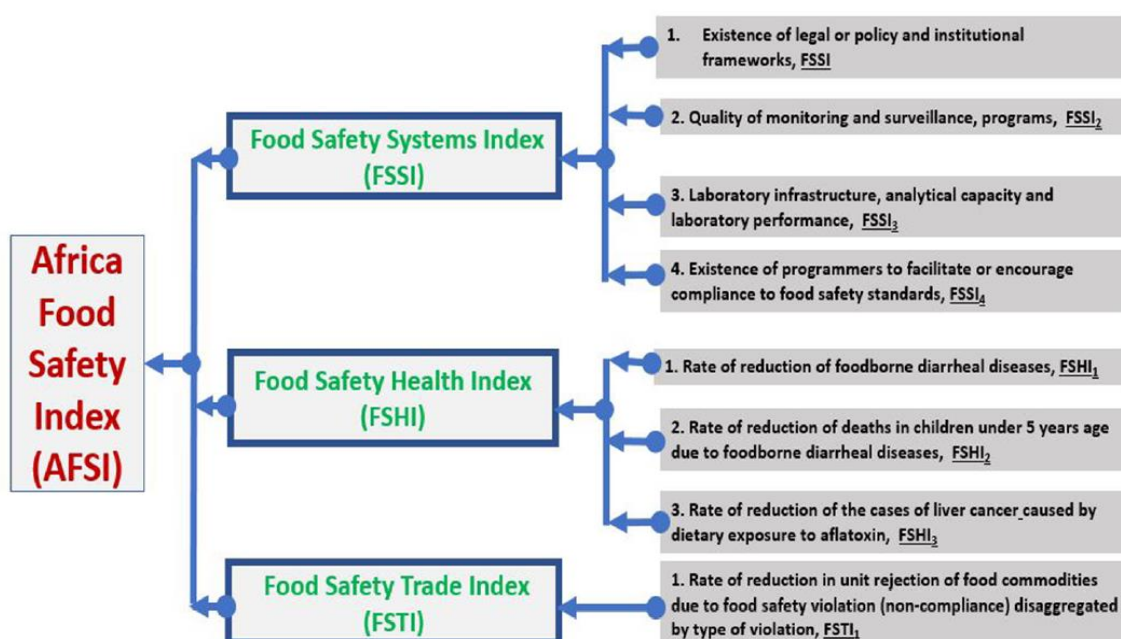 Africa
Food
Safety
Index
(AFSI)
Food Safety Systems Index
(FSSI)
1. Existence of legal or policy and institutional
frameworks, FSSI
2. Quality of monitoring and surveillance, programs, FSSI₂
3. Laboratory infrastructure, analytical capacity and
laboratory performance, FSSI₃
4. Existence of programmers to facilitate or encourage
compliance to food safety standards, FSSI₄
Food Safety Health Index
(FSHI)
1. Rate of reduction of foodborne diarrheal diseases, FSHI₁
2. Rate of reduction of deaths in children under 5 years age
due to foodborne diarrheal diseases, FSHI₂
3. Rate of reduction of the cases of liver cancer_caused by
dietary exposure to aflatoxin, FSHI₃
Food Safety Trade Index
(FSTI)
1. Rate of reduction in unit rejection of food commodities
due to food safety violation (non-compliance) disaggregated
by type of violation, FSTI₁